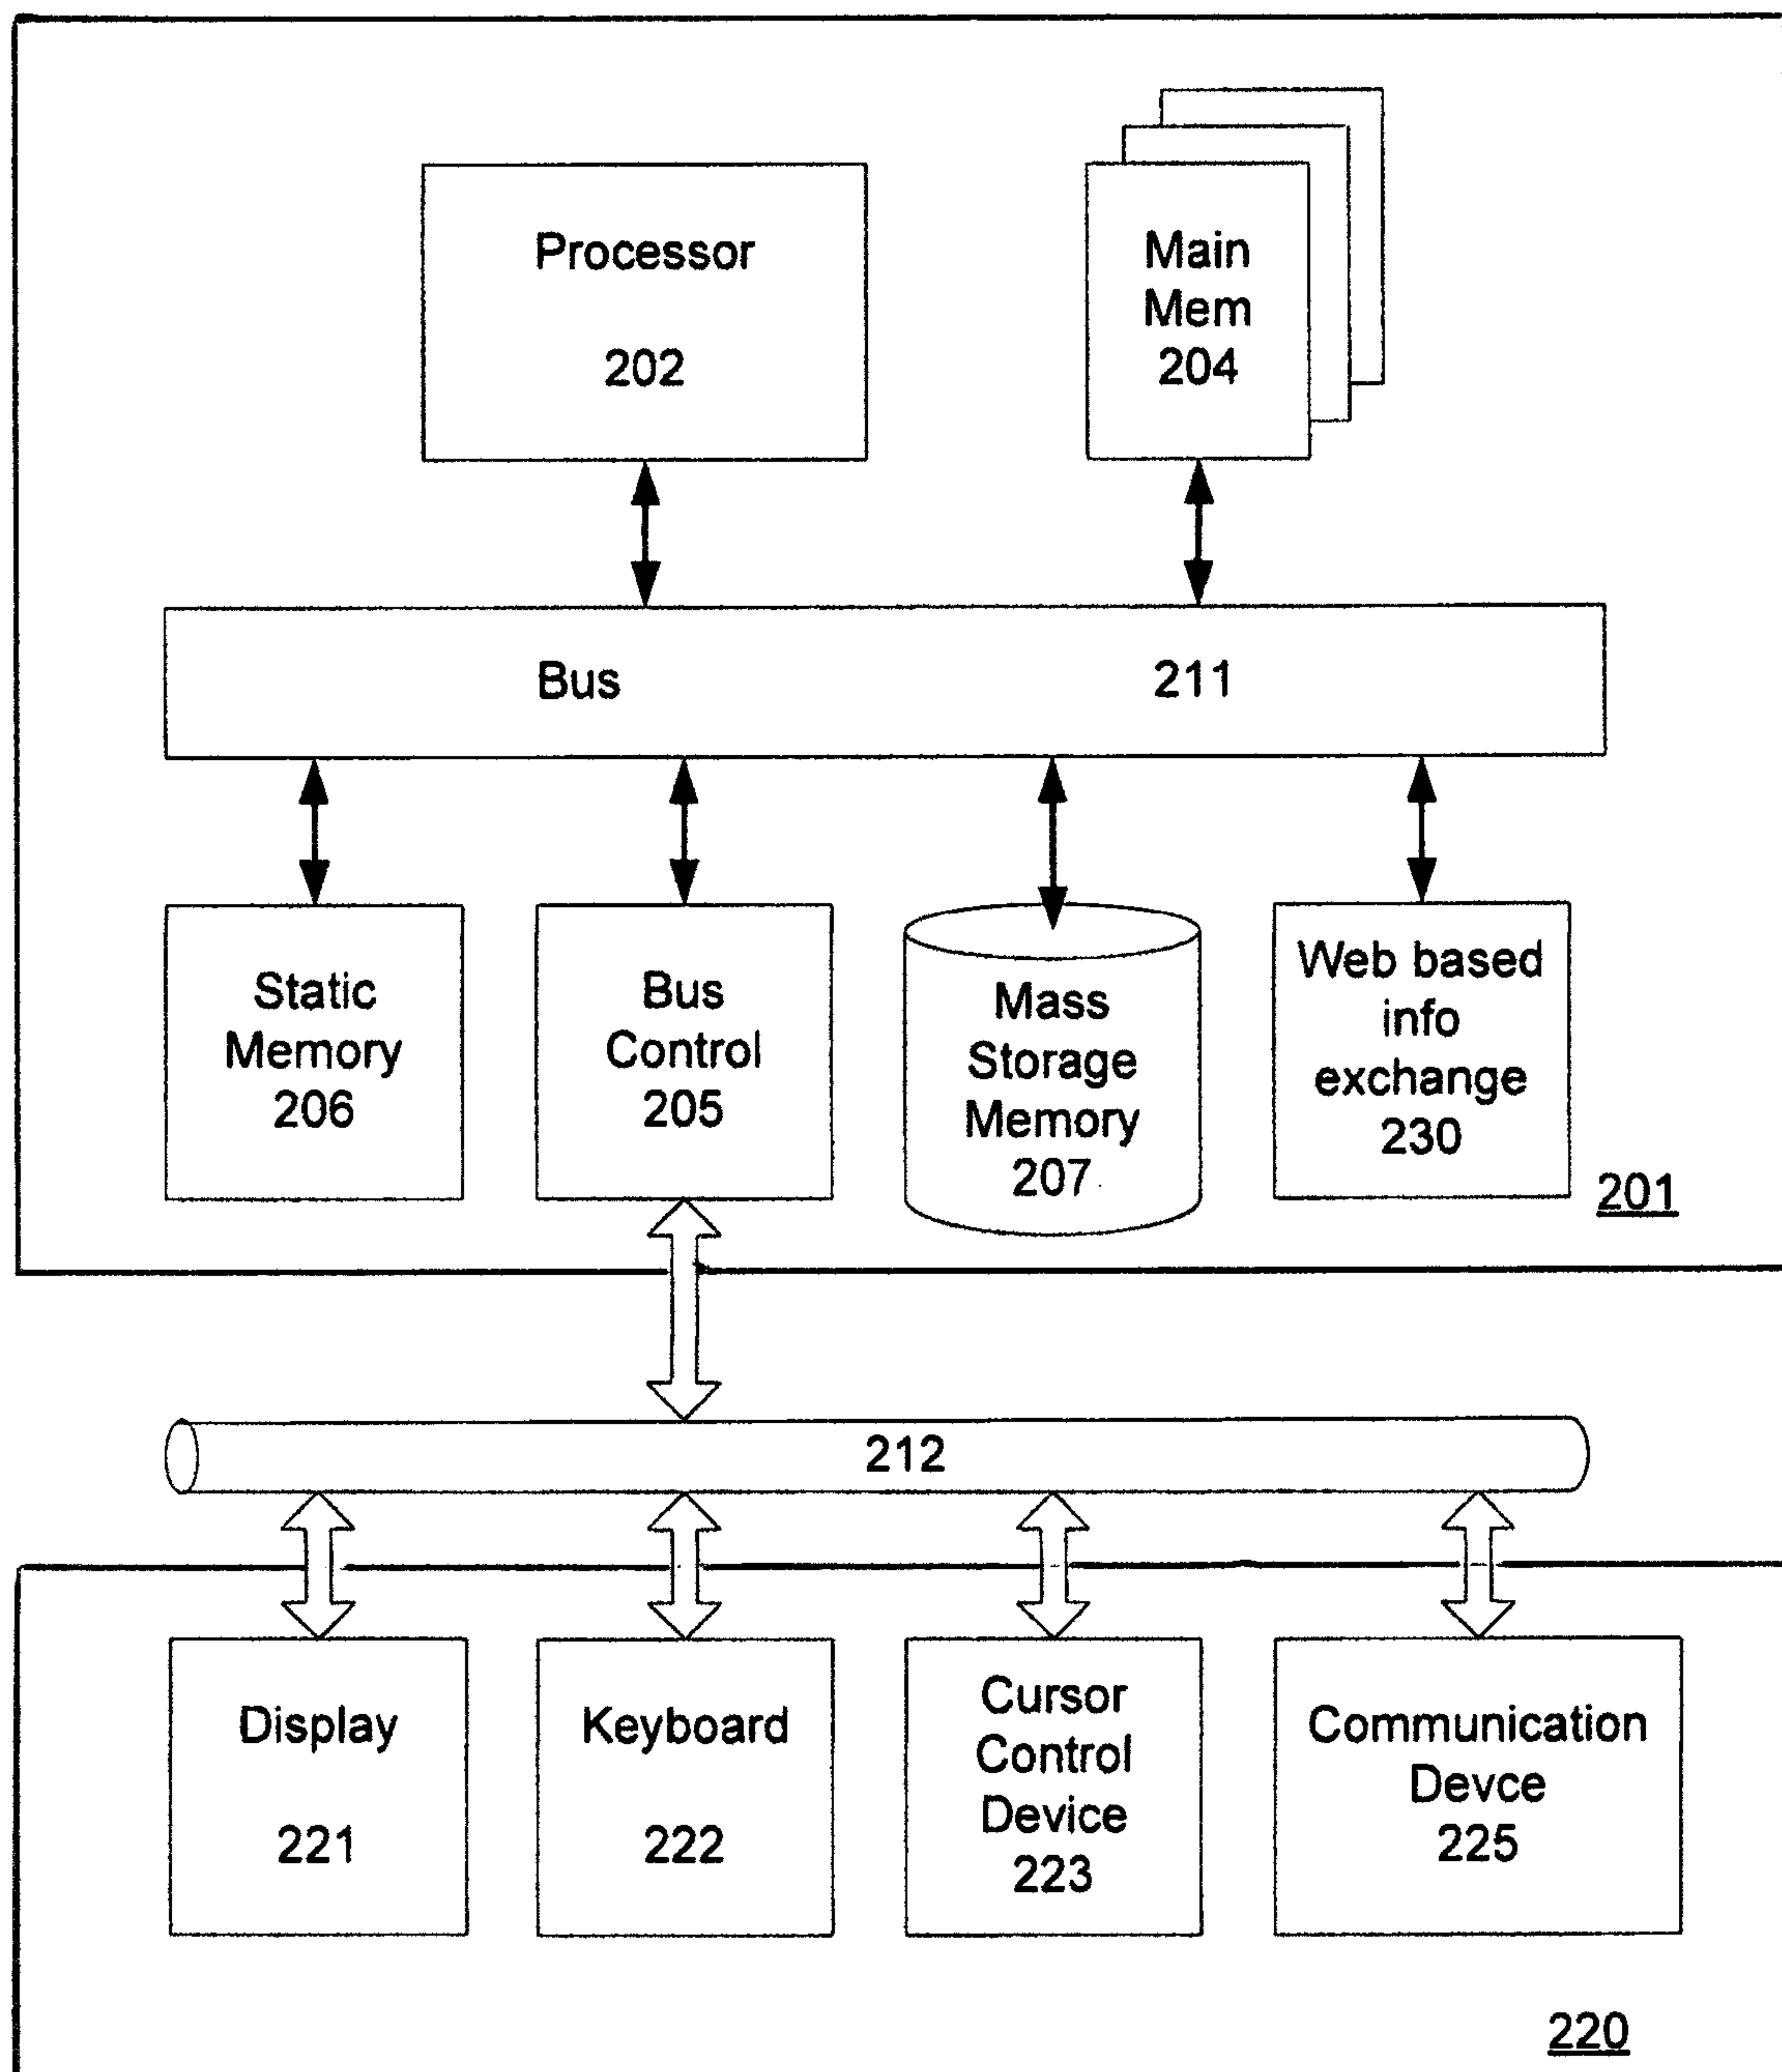 Processor
202
Main
Mem
204
Bus 211
Static
Memory
206
Bus
Control
205
Mass
Storage
Memory
207
Web based
info
exchange
230
201
212
Display
221
Keyboard
222
Cursor
Control
Device
223
Communication
Devce
225
220